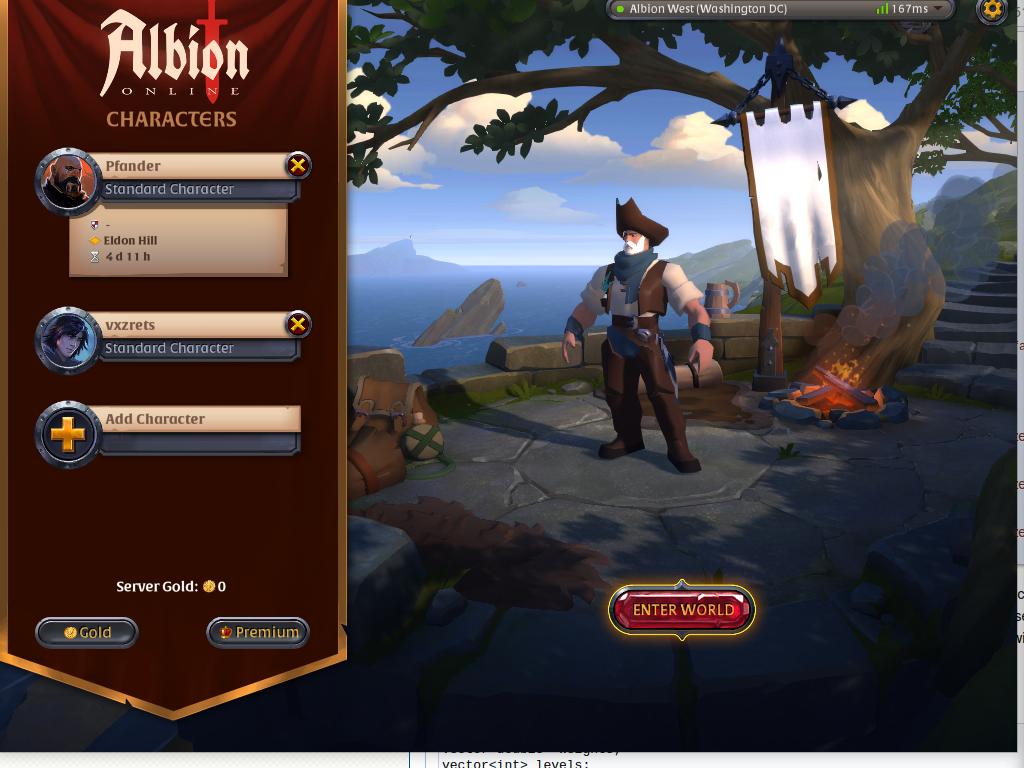 Albion West (Washington DC)
167ms
Albion
ONLINE
CHARACTERS
Pfander
Standard Character
-
Eldon Hill
4 d 11 h
vxzrets
Standard Character
Add Character
Server Gold: 0
Gold
Premium
ENTER WORLD
vector<int> levels;